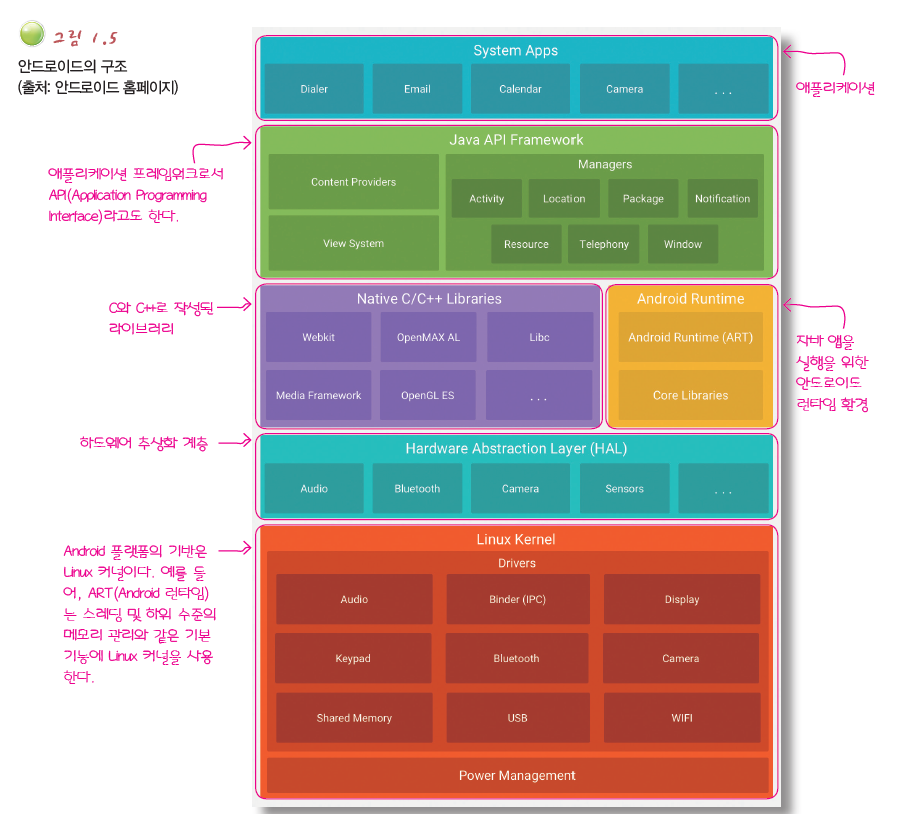 그림 1.5
안드로이드의 구조
(출처: 안드로이드 홈페이지)
System Apps
Dialer
Email
Calendar
Camera
...
애플리케이션
Java API Framework
애플리케이션 프레임워크로서
API(Application Programming
Interface)라고도 한다.
Content Providers
View System
Managers
Activity
Location
Package
Notification
Resource
Telephony
Window
C와 C++로 작성된
라이브러리
Native C/C++ Libraries
Webkit
OpenMAX AL
Libc
Media Framework
OpenGL ES
...
Android Runtime
Android Runtime (ART)
Core Libraries
자바 앱을
실행을 위한
안드로이드
런타임 환경
하드웨어 추상화 계층
Hardware Abstraction Layer (HAL)
Audio
Bluetooth
Camera
Sensors
...
Android 플랫폼의 기반은
Linux 커널이다. 예를 들
어, ART(Android 런타임)
는 스레딩 및 하위 수준의
메모리 관리와 같은 기본
기능에 Linux 커널을 사용
한다.
Linux Kernel
Drivers
Audio
Binder (IPC)
Display
Keypad
Bluetooth
Camera
Shared Memory
USB
WIFI
Power Management